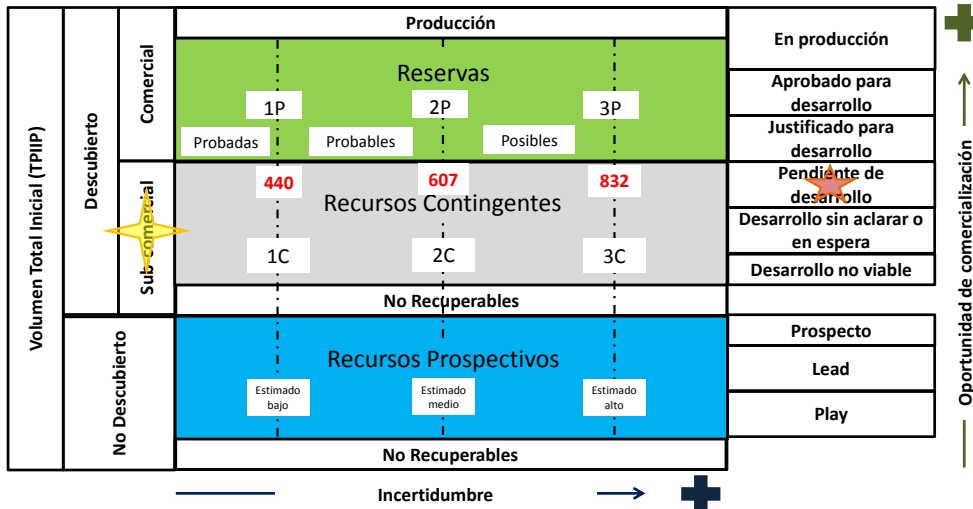 Volumen Total Inicial (TPIIP)
Descubierto
No Descubierto
Comercial
Sub-comercial
Producción
Reservas
1P
2P
3P
Probadas
Probables
Posibles
440
607
832
Recursos Contingentes
1C
2C
3C
No Recuperables
Recursos Prospectivos
Estimado
bajo
Estimado
medio
Estimado
alto
No Recuperables
En producción
Aprobado para
desarrollo
Justificado para
desarrollo
Pendiente de
desarrollo
Desarrollo sin aclarar o
en espera
Desarrollo no viable
Prospecto
Lead
Play
Oportunidad de comercialización
Incertidumbre